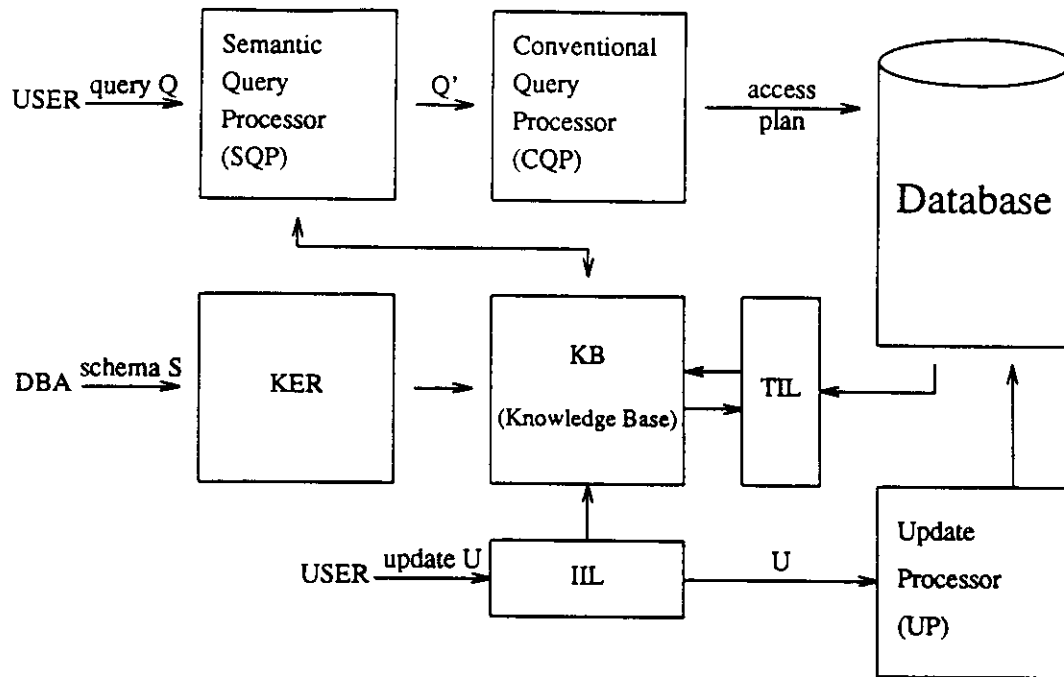 Semantic
Query
Processor
(SQP)
Conventional
Query
Processor
(CQP)
USER
query Q
Q'
access
plan
Database
DBA
schema S
KER
KB
(Knowledge Base)
TIL
USER
update U
IIL
U
Update
Processor
(UP)